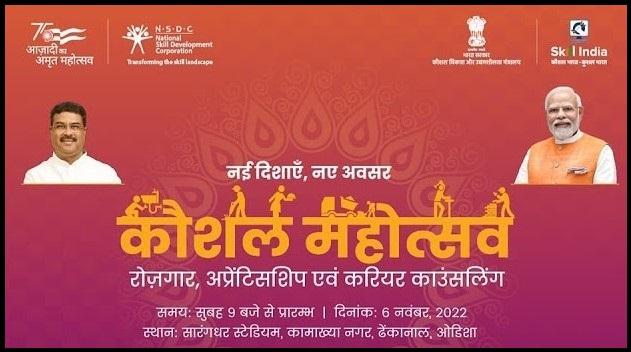 75
आज़ादी का
अमृत महोत्सव
N·S·D·C
National
Skill Development
Corporation
Transforming the skill landscape
भारत सरकार
कौशल विकास और उद्यमशीलता मंत्रालय
Skill India
कौशल भारत - कुशल भारत
नई दिशाएँ, नए अवसर
कौशल महोत्सव
रोज़गार, अप्रेंटिसशिप एवं करियर काउंसलिंग
समय: सुबह 9 बजे से प्रारम्भ | दिनांक: 6 नवंबर, 2022
स्थान: सारंगधर स्टेडियम, कामाख्या नगर, ढेंकानाल, ओडिशा